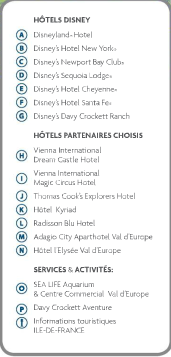 HÔTELS DISNEY
A Disneyland® Hotel
B Disney's Hotel New York®
C Disney's Newport Bay Club®
D Disney's Sequoia Lodge®
E Disney's Hotel Cheyenne®
F Disney's Hotel Santa Fe®
G Disney's Davy Crockett Ranch
HÔTELS PARTENAIRES CHOISIS
H Vienna International
Dream Castle Hotel
I Vienna International
Magic Circus Hotel
J Thomas Cook's Explorers Hotel
K Hôtel Kyriad
L Radisson Blu Hotel
M Adagio City Aparthotel Val d'Europe
N Hôtel l'Elysée Val d'Europe
SERVICES & ACTIVITÉS:
O SEA LIFE Aquarium
& Centre Commercial Val d'Europe
P Davy Crockett Aventure
Informations touristiques
ILE-DE-FRANCE